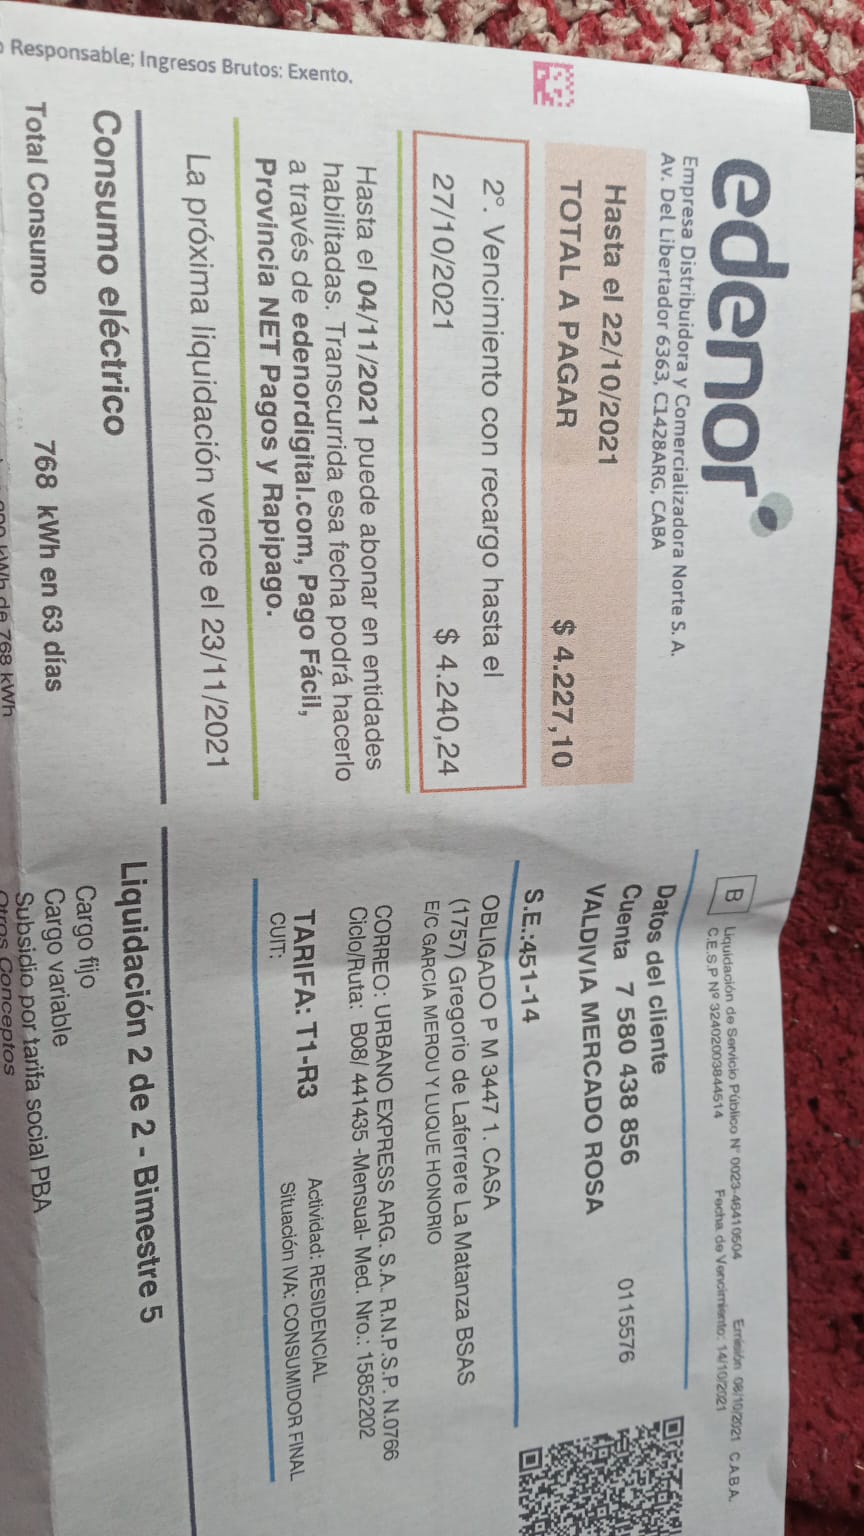 edenor
Empresa Distribuidora y Comercializadora Norte S. A.
Av. Del Libertador 6363, C1428ARG, CABA
Hasta el 22/10/2021
TOTAL A PAGAR $ 4.227,10
2°. Vencimiento con recargo hasta el
27/10/2021 $ 4.240,24
Hasta el 04/11/2021 puede abonar en entidades
habilitadas. Transcurrida esa fecha podrá hacerlo
a través de edenordigital.com, Pago Fácil,
Provincia NET Pagos y Rapipago.
La próxima liquidación vence el 23/11/2021
Consumo eléctrico
Total Consumo 768 kWh en 63 días
kWh de 768 kWh
Responsable; Ingresos Brutos: Exento.
B
Liquidación de Servicio Público N° 0023-46410504 Emisión 08/10/2021 C.A.B.A.
C.E.S.P Nº 32402003844514 Fecha de Vencimiento: 14/10/2021
Datos del cliente
Cuenta 7 580 438 856 0115576
VALDIVIA MERCADO ROSA
S.E.:451-14
OBLIGADO P M 3447 1. CASA
(1757) Gregorio de Laferrere La Matanza BSAS
E/C GARCIA MEROU Y LUQUE HONORIO
CORREO: URBANO EXPRESS ARG. S.A. R.N.P.S.P. N.0766
Ciclo/Ruta: B08/ 441435 -Mensual- Med. Nro.: 15852202
TARIFA: T1-R3 Actividad: RESIDENCIAL
CUIT: Situación IVA: CONSUMIDOR FINAL
Liquidación 2 de 2 - Bimestre 5
Cargo fijo
Cargo variable
Subsidio por tarifa social PBA
Otros Conceptos